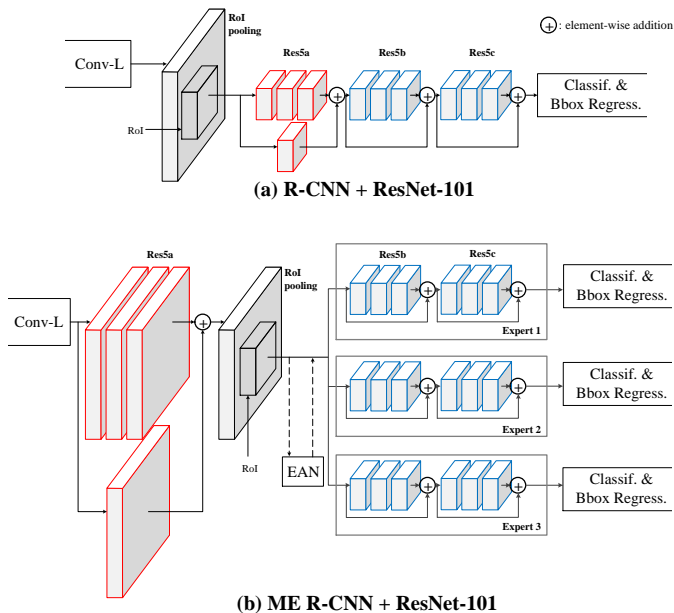 RoI
pooling
+ : element-wise addition
Conv-L
Res5a
Res5b
Res5c
+
+
+
Classif. &
Bbox Regress.
RoI
(a) R-CNN + ResNet-101
Res5a
RoI
pooling
Conv-L
+
RoI
EAN
Res5b
Res5c
+
+
Expert 1
Classif. &
Bbox Regress.
+
+
Expert 2
Classif. &
Bbox Regress.
+
+
Expert 3
Classif. &
Bbox Regress.
(b) ME R-CNN + ResNet-101